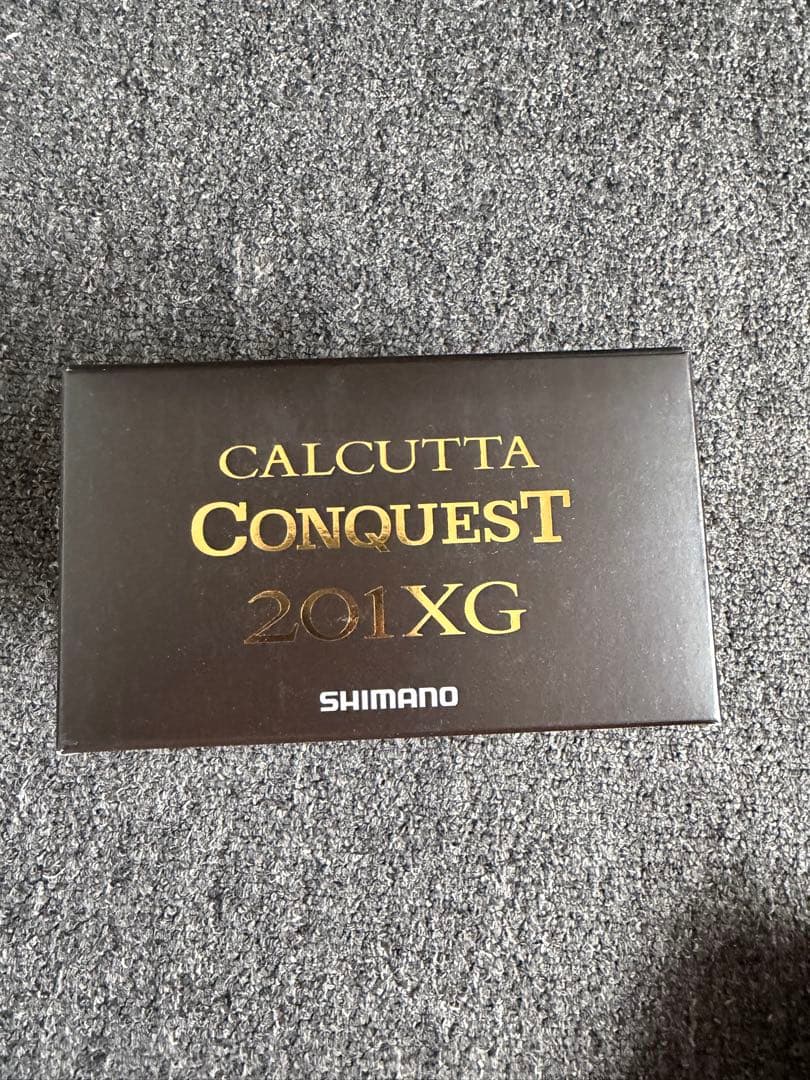 CALCUTTA
CONQUEST
201XG
SHIMANO